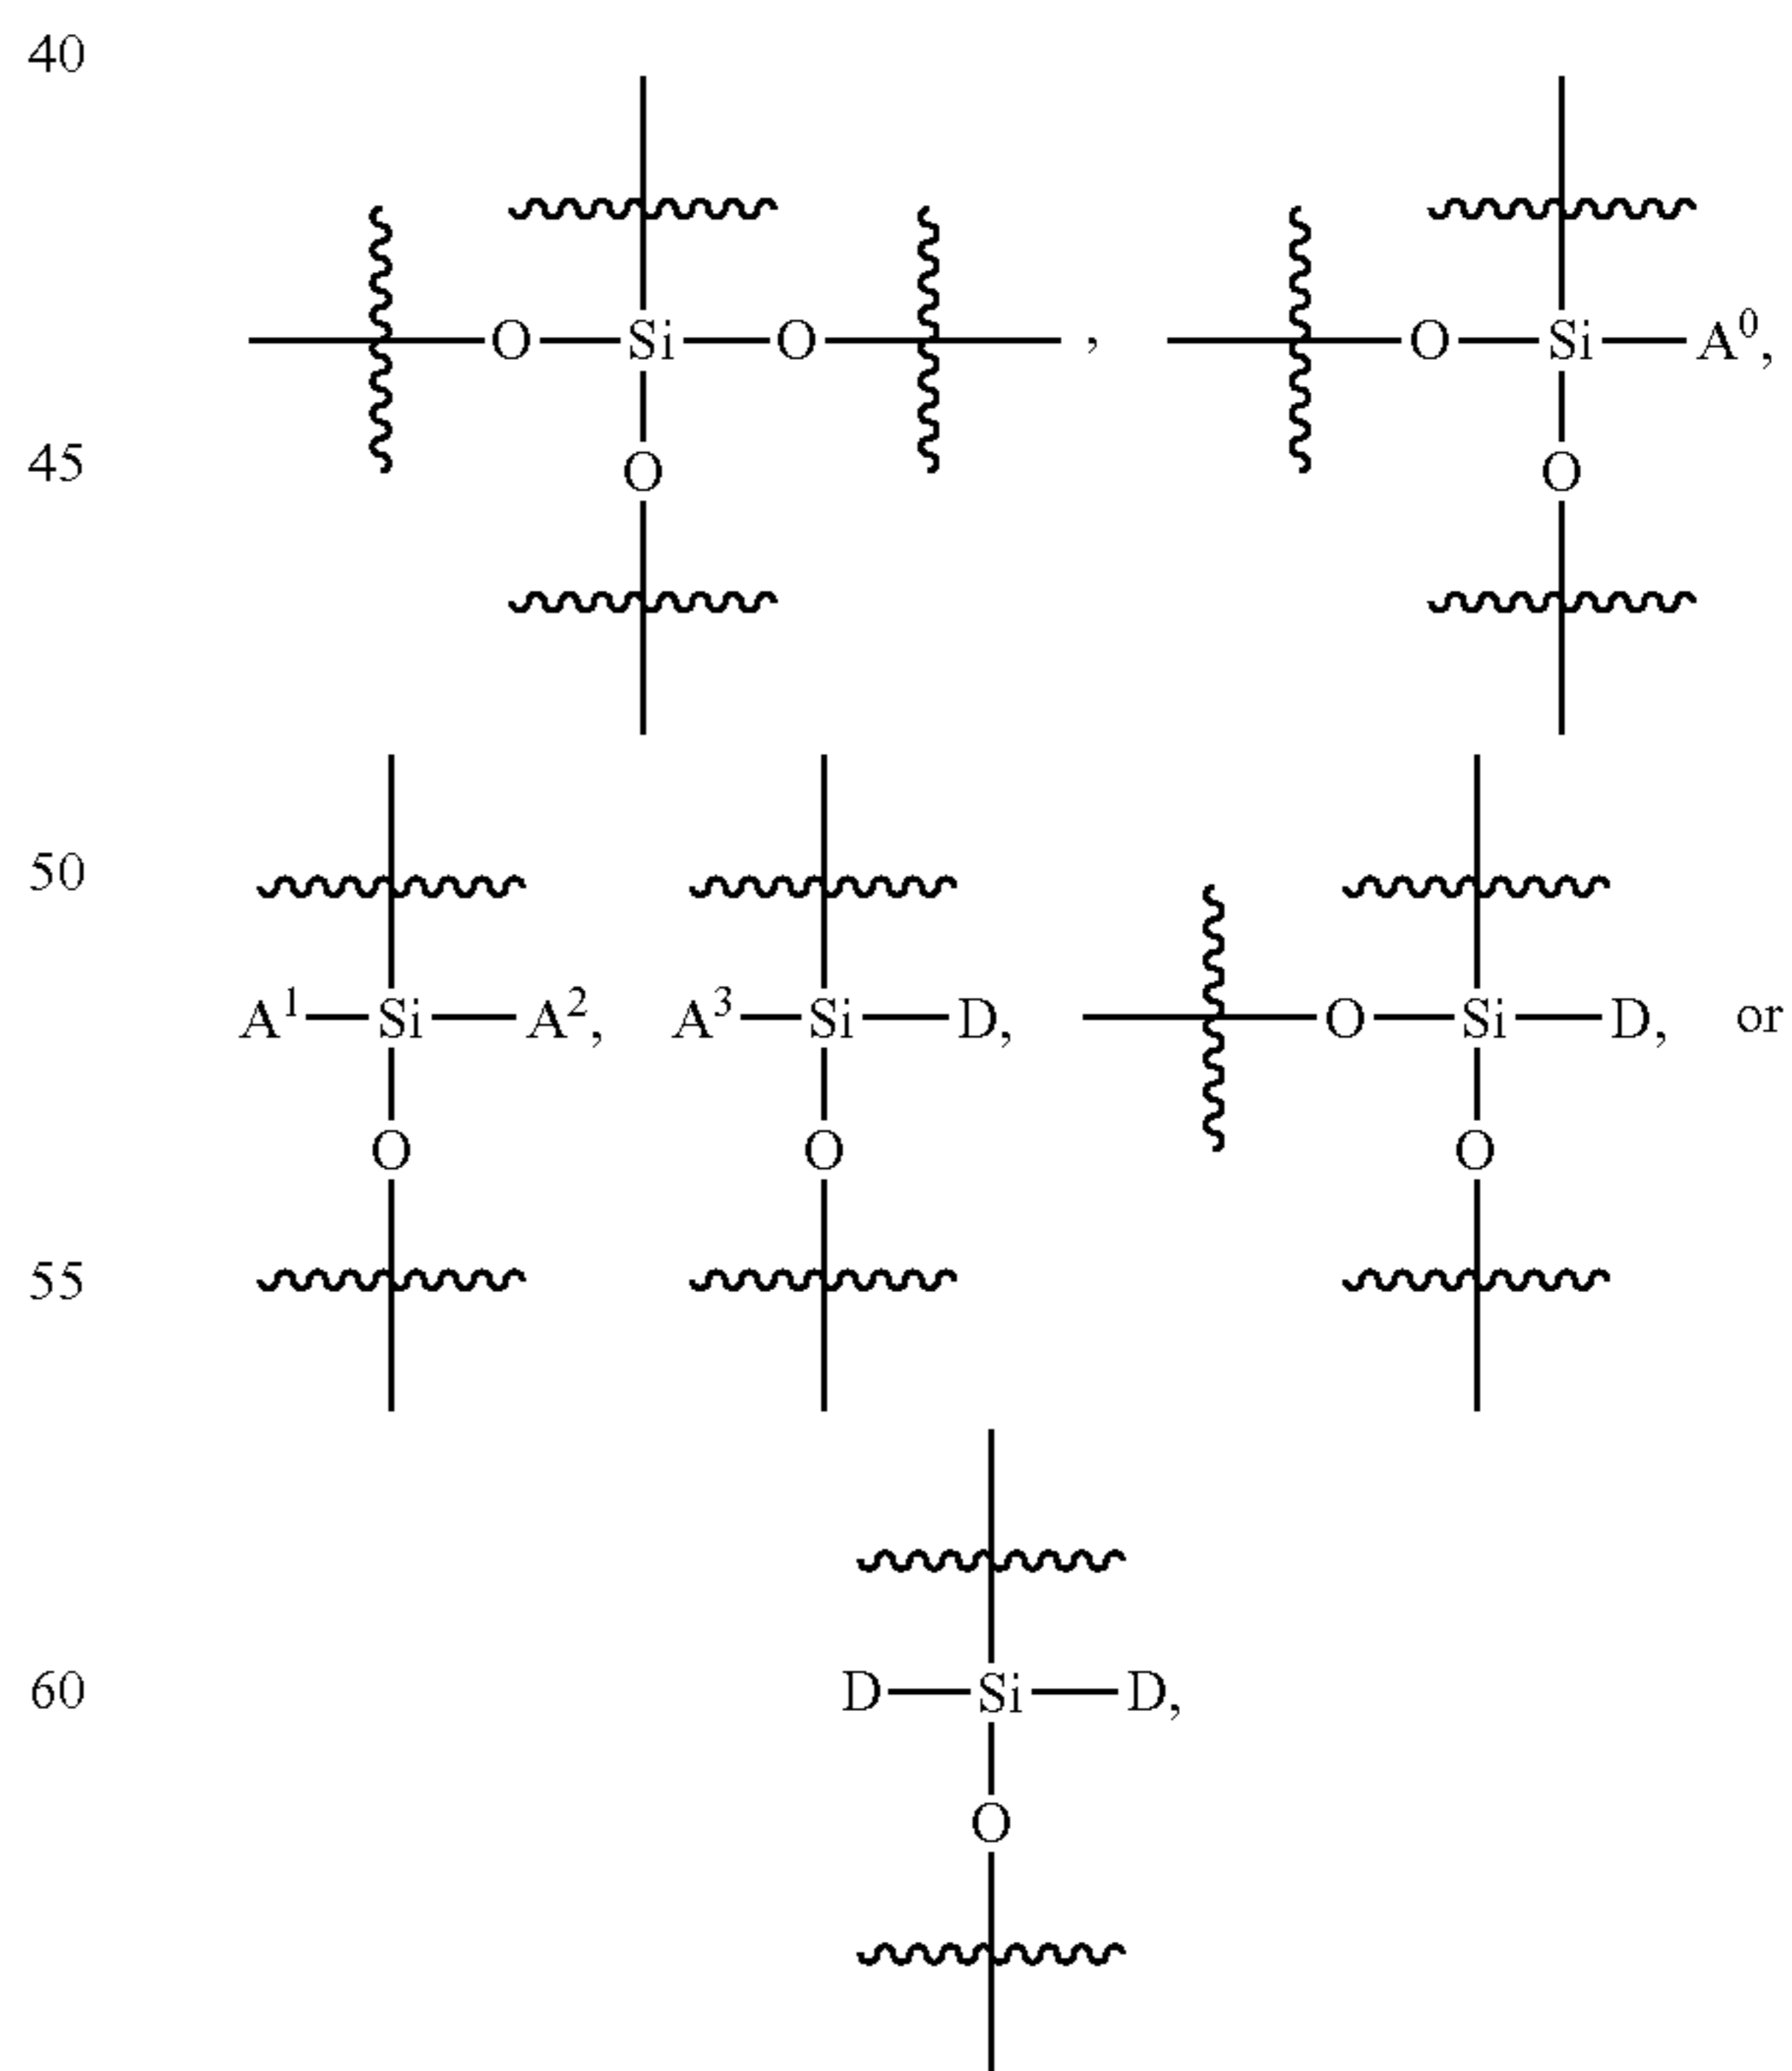 40
O Si O , O Si A⁰,
45
O O
50
A¹ Si A², A³ Si D, O Si D, or
O O O
55
60
D Si D,
O